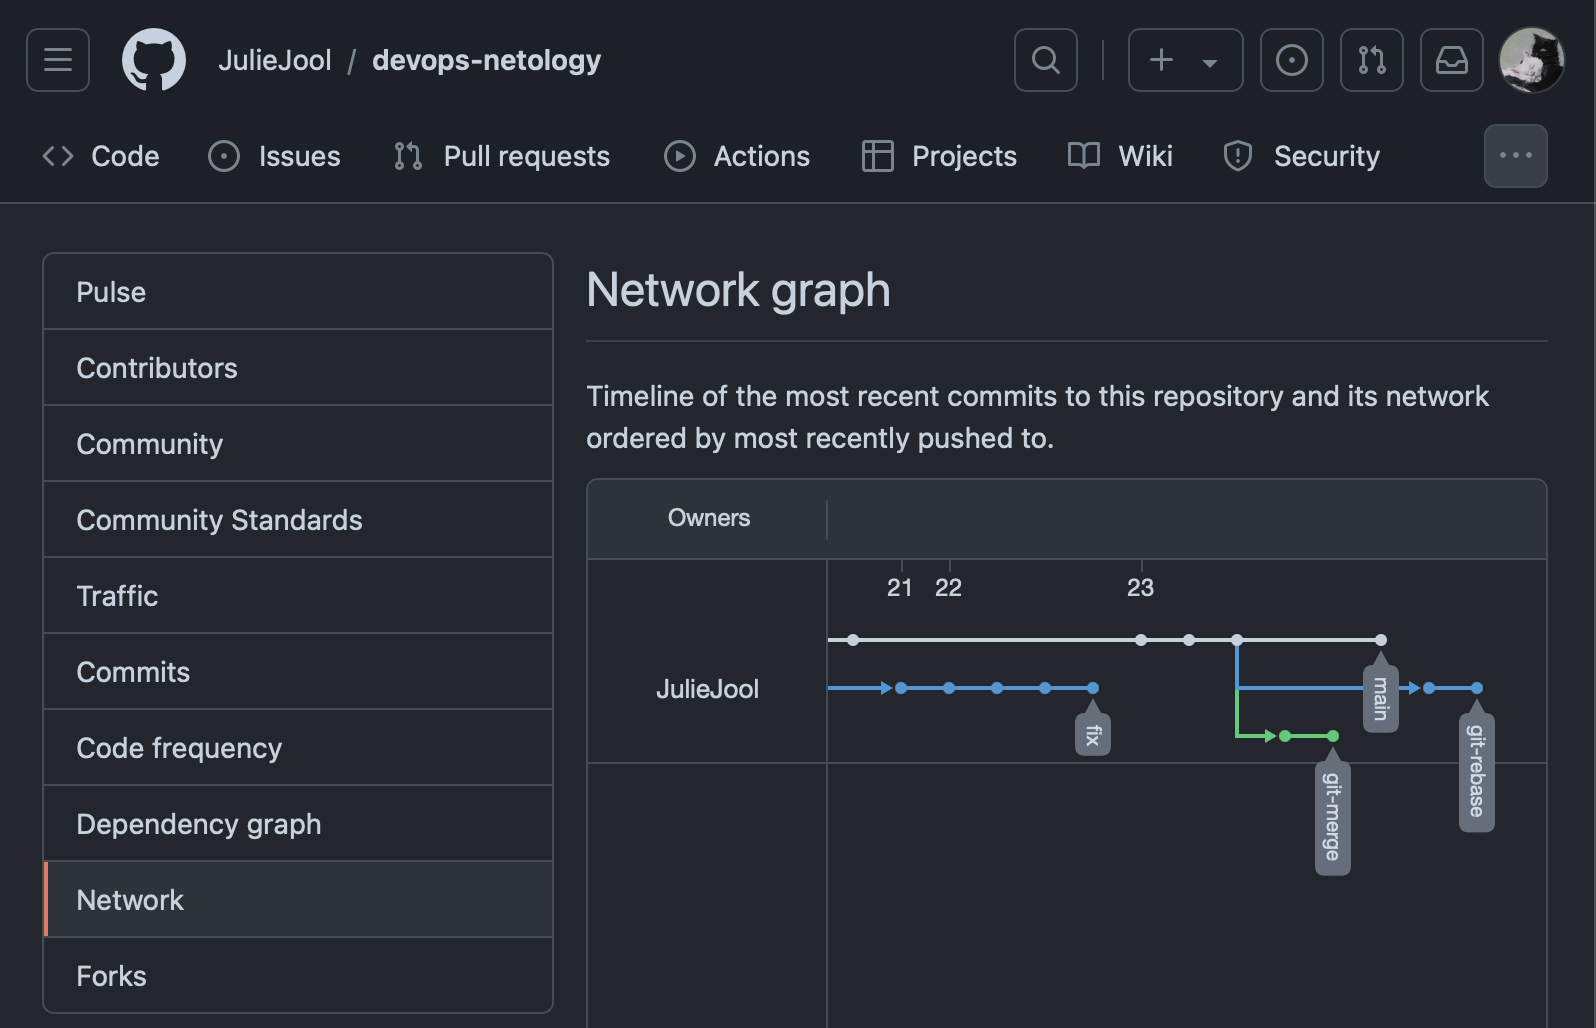 JulieJool / devops-netology
Code Issues Pull requests Actions Projects Wiki Security
Pulse
Contributors
Community
Community Standards
Traffic
Commits
Code frequency
Dependency graph
Network
Forks
Network graph
Timeline of the most recent commits to this repository and its network
ordered by most recently pushed to.
Owners
21 22 23
JulieJool
fix
main
git-merge
git-rebase